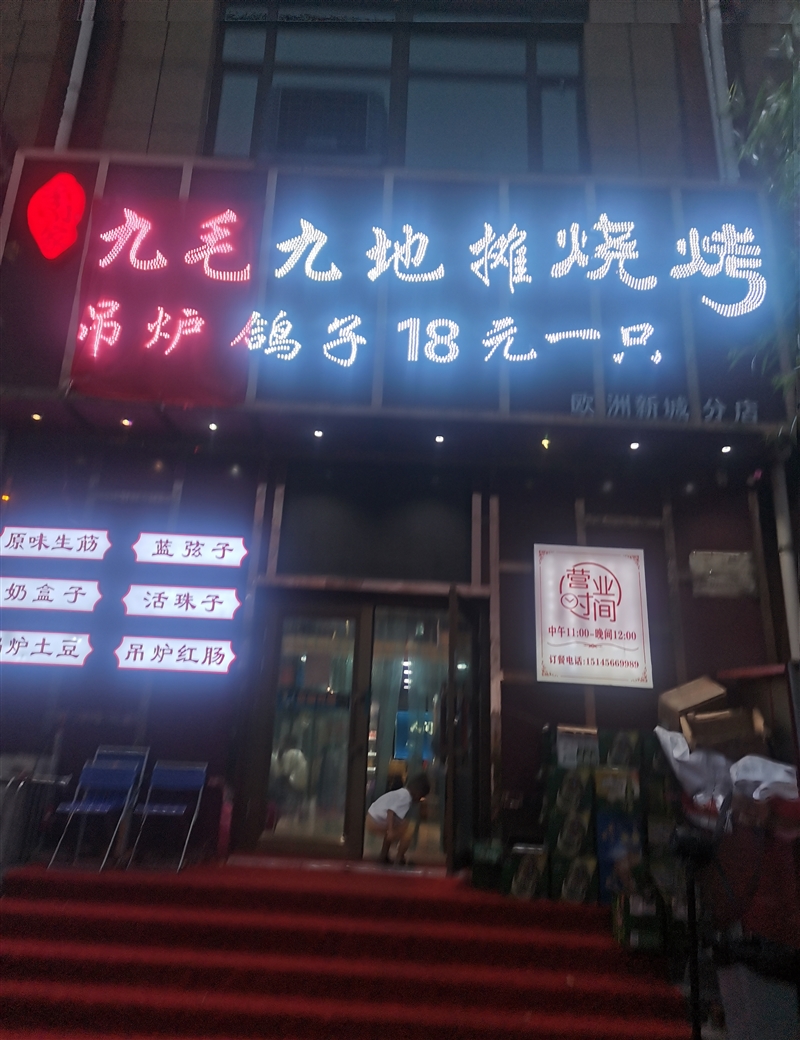 九毛九地摊烧烤
吊炉鸽子18元一只
欧洲新城分店
原味生筋
蓝弦子
奶盒子
活珠子
炉土豆
吊炉红肠
营业时间
中午11:00-晚间12:00
订餐电话:15145669989